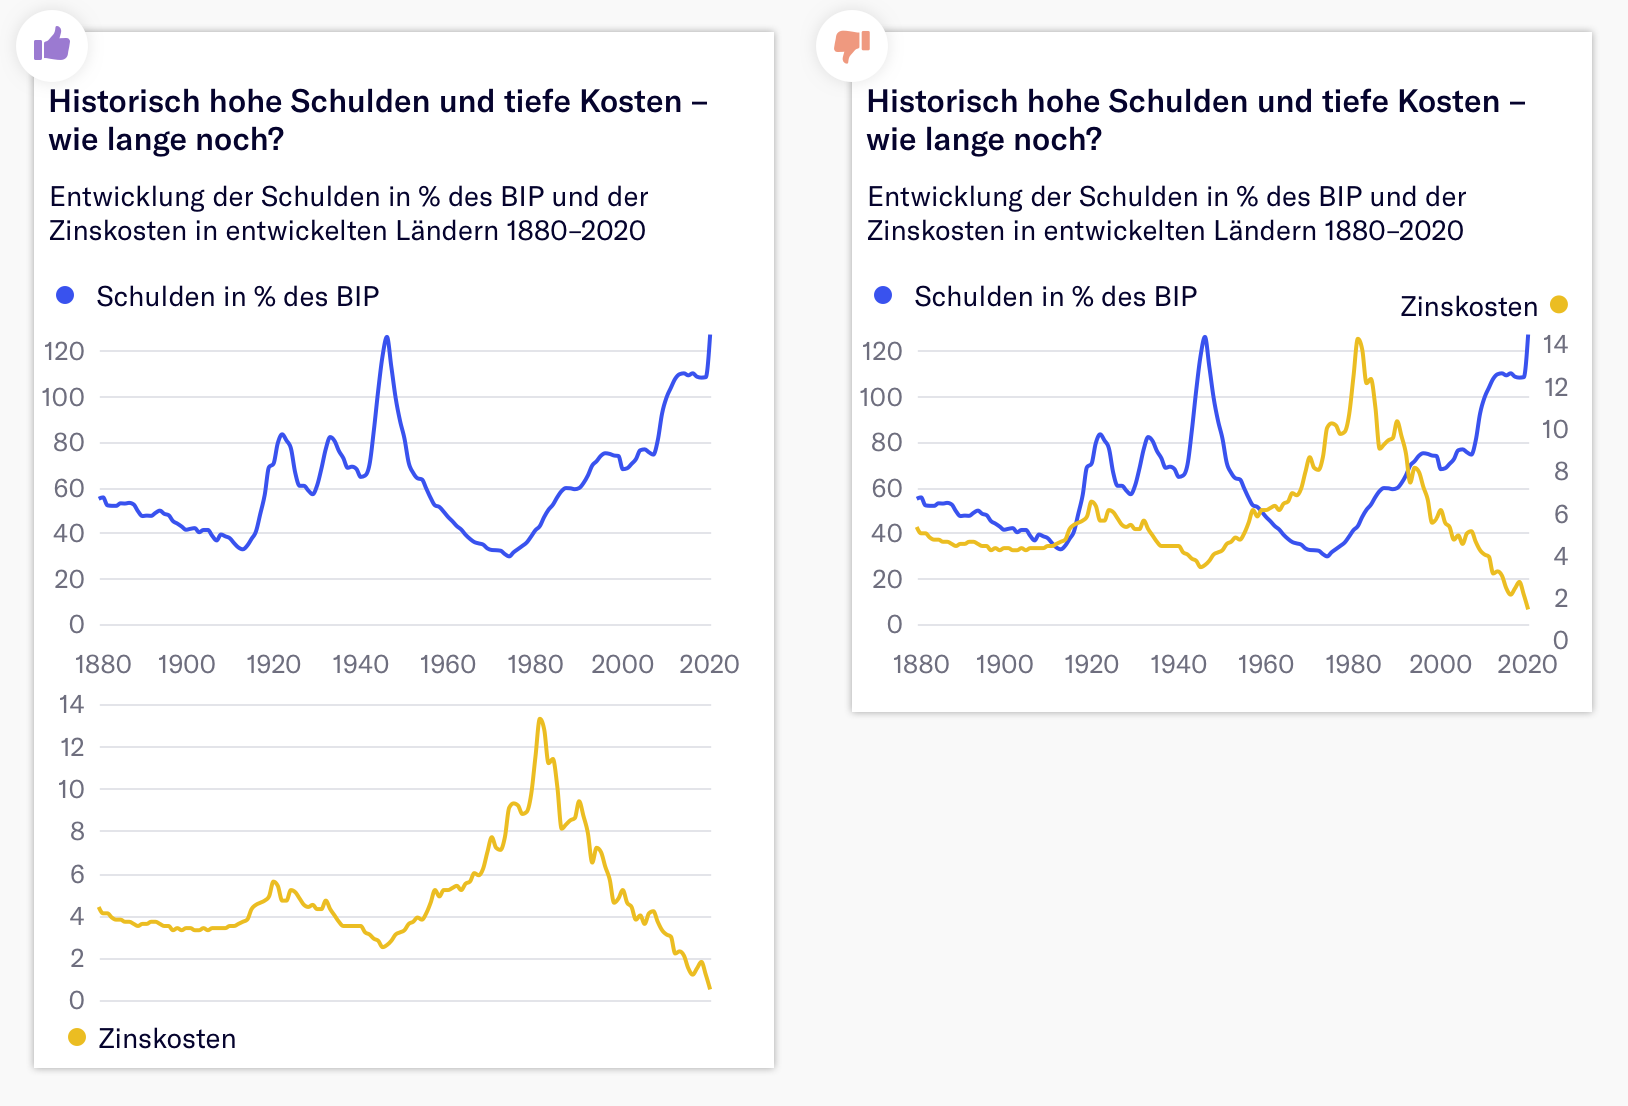 Historisch hohe Schulden und tiefe Kosten –
wie lange noch?
Entwicklung der Schulden in % des BIP und der
Zinskosten in entwickelten Ländern 1880–2020
Schulden in % des BIP
120
100
80
60
40
20
0
1880 1900 1920 1940 1960 1980 2000 2020
14
12
10
8
6
4
2
0
Zinskosten
Historisch hohe Schulden und tiefe Kosten –
wie lange noch?
Entwicklung der Schulden in % des BIP und der
Zinskosten in entwickelten Ländern 1880–2020
Schulden in % des BIP
Zinskosten
120 14
100 12
80 10
60 8
40 6
20 4
0 2
0
1880 1900 1920 1940 1960 1980 2000 2020